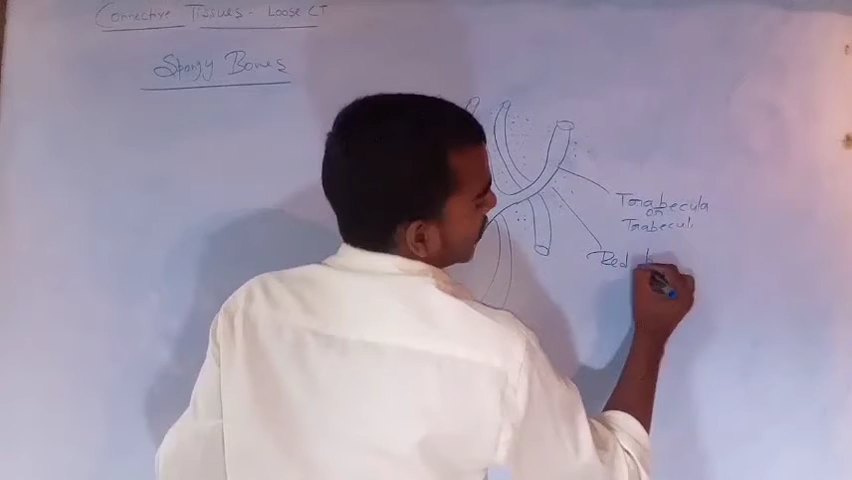 Connective Tissues - Loose CT
Spongy Bones
Trabecula
or
Trabeculi
Red b